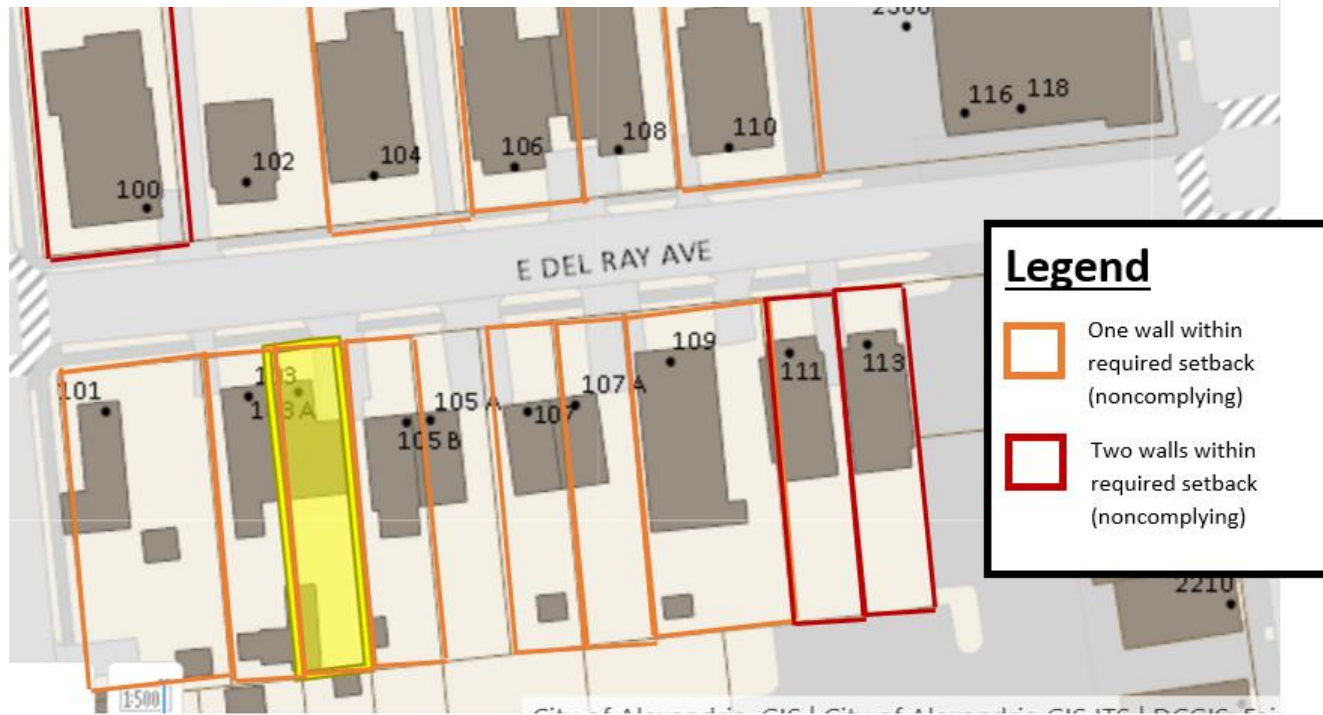 100
102
104
106
108
110
116
118
E DEL RAY AVE
101
105 A
105 B
107
107 A
109
111
113
2210
1:500
Legend
One wall within
required setback
(noncomplying)
Two walls within
required setback
(noncomplying)